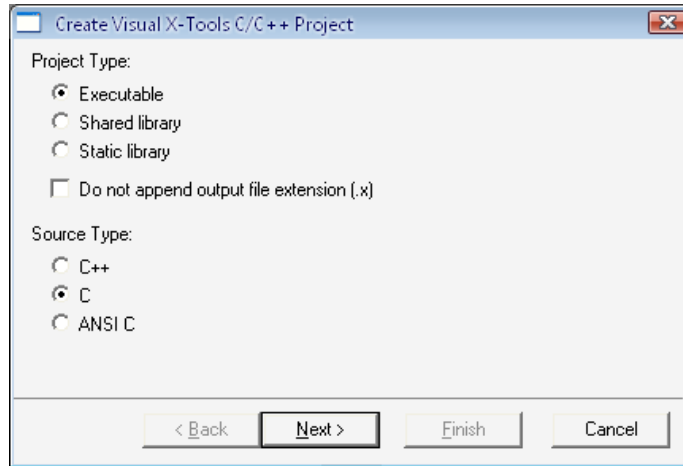 Create Visual X-Tools C/C++ Project
Project Type:
Executable
Shared library
Static library
Do not append output file extension (.x)
Source Type:
C++
C
ANSI C
< Back Next > Finish Cancel